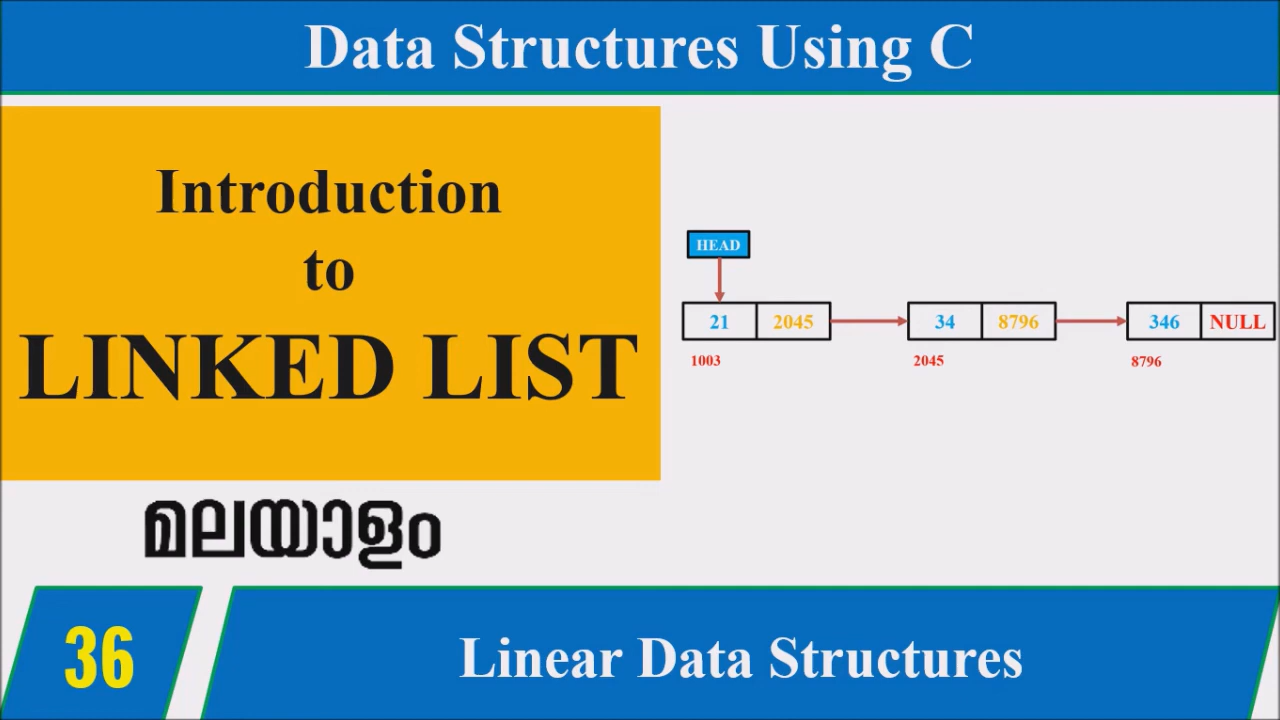 Data Structures Using C
Introduction
to
LINKED LIST
HEAD
21 2045 34 8796 346 NULL
1003 2045 8796
മലയാളം
36
Linear Data Structures